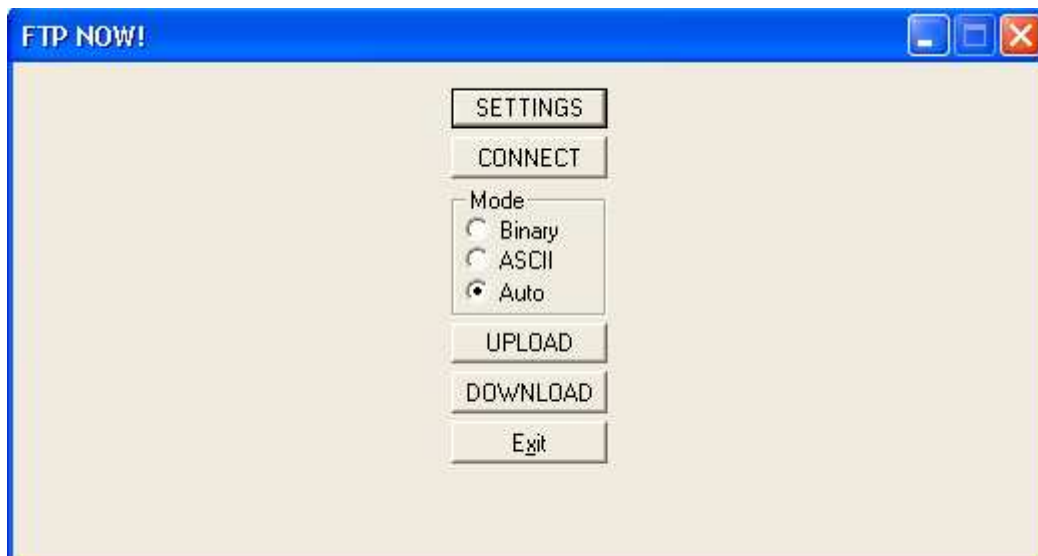 FTP NOW!
SETTINGS
CONNECT
Mode
Binary
ASCII
Auto
UPLOAD
DOWNLOAD
Exit